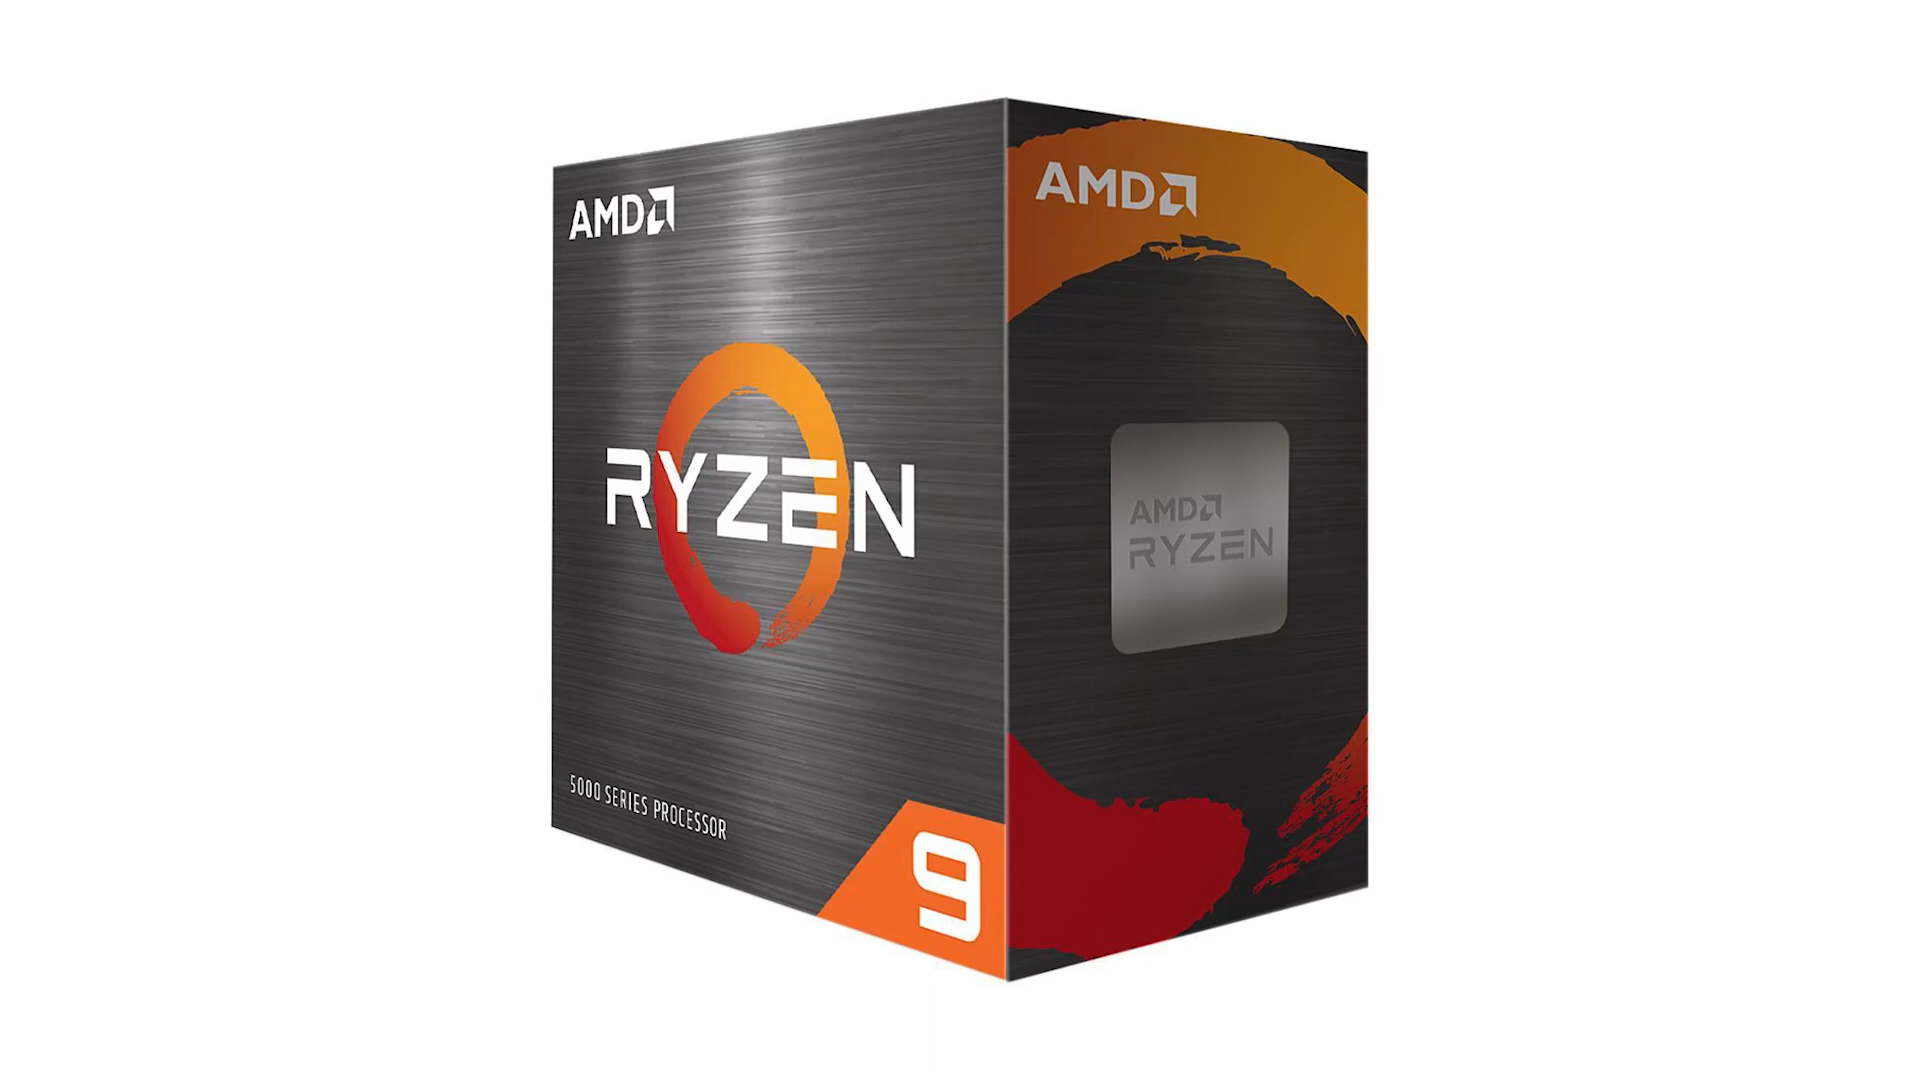 AMD
RYZEN
5000 SERIES PROCESSOR
9
AMD
AMD
RYZEN